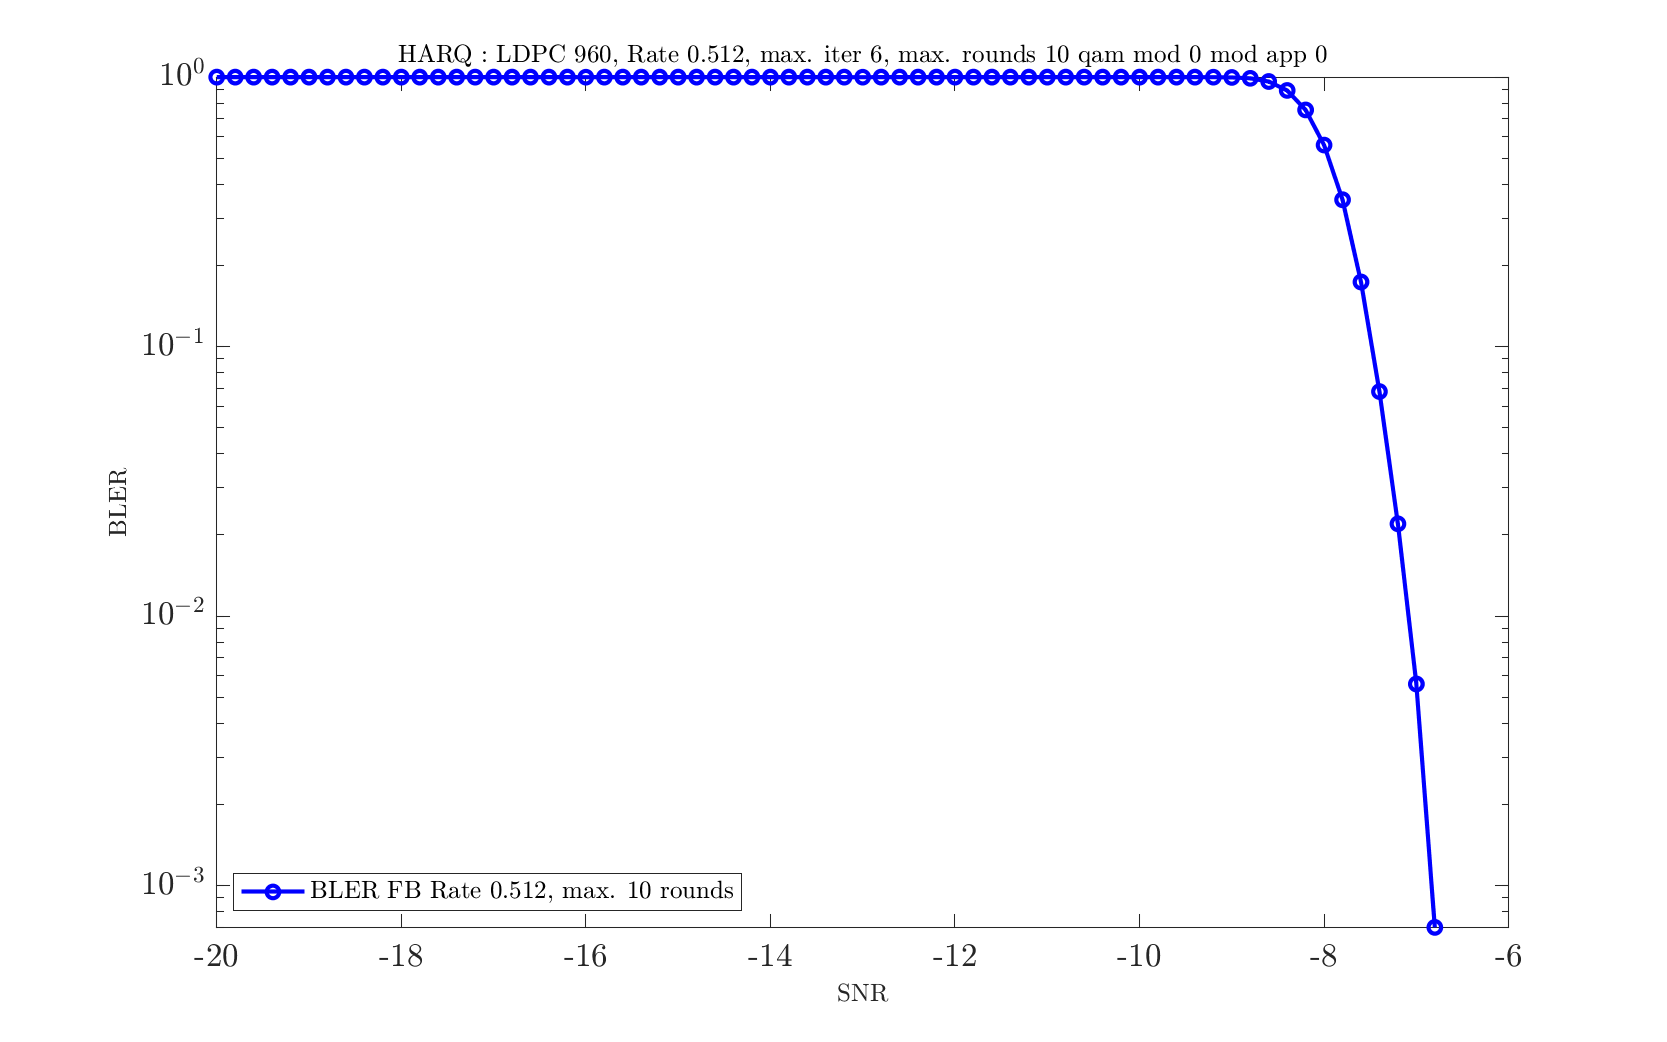 HARQ : LDPC 960, Rate 0.512, max. iter 6, max. rounds 10 qam mod 0 mod app 0
10^0
10^-1
10^-2
10^-3
BLER
BLER FB Rate 0.512, max. 10 rounds
-20 -18 -16 -14 -12 -10 -8 -6
SNR